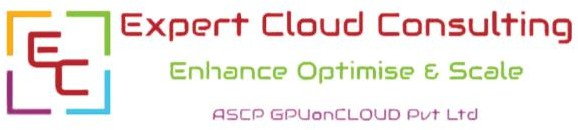 EC
Expert Cloud Consulting
Enhance Optimise & Scale
ASCP GPUonCLOUD Pvt Ltd